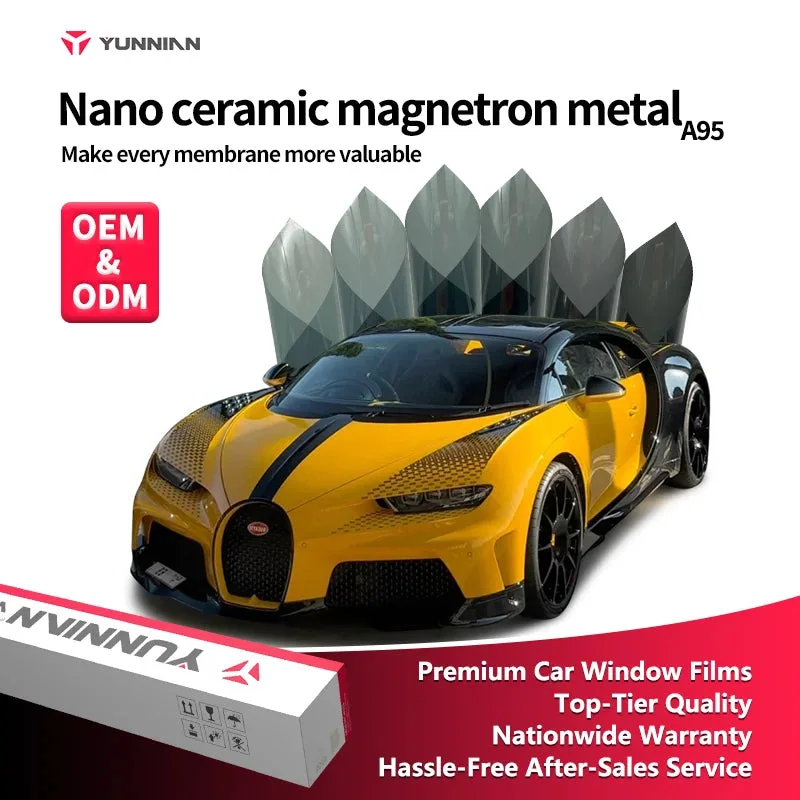 YUNNIAN
Nano ceramic magnetron metal
A95
Make every membrane more valuable
OEM
&
ODM
YUNNIAN
Premium Car Window Films
Top-Tier Quality
Nationwide Warranty
Hassle-Free After-Sales Service